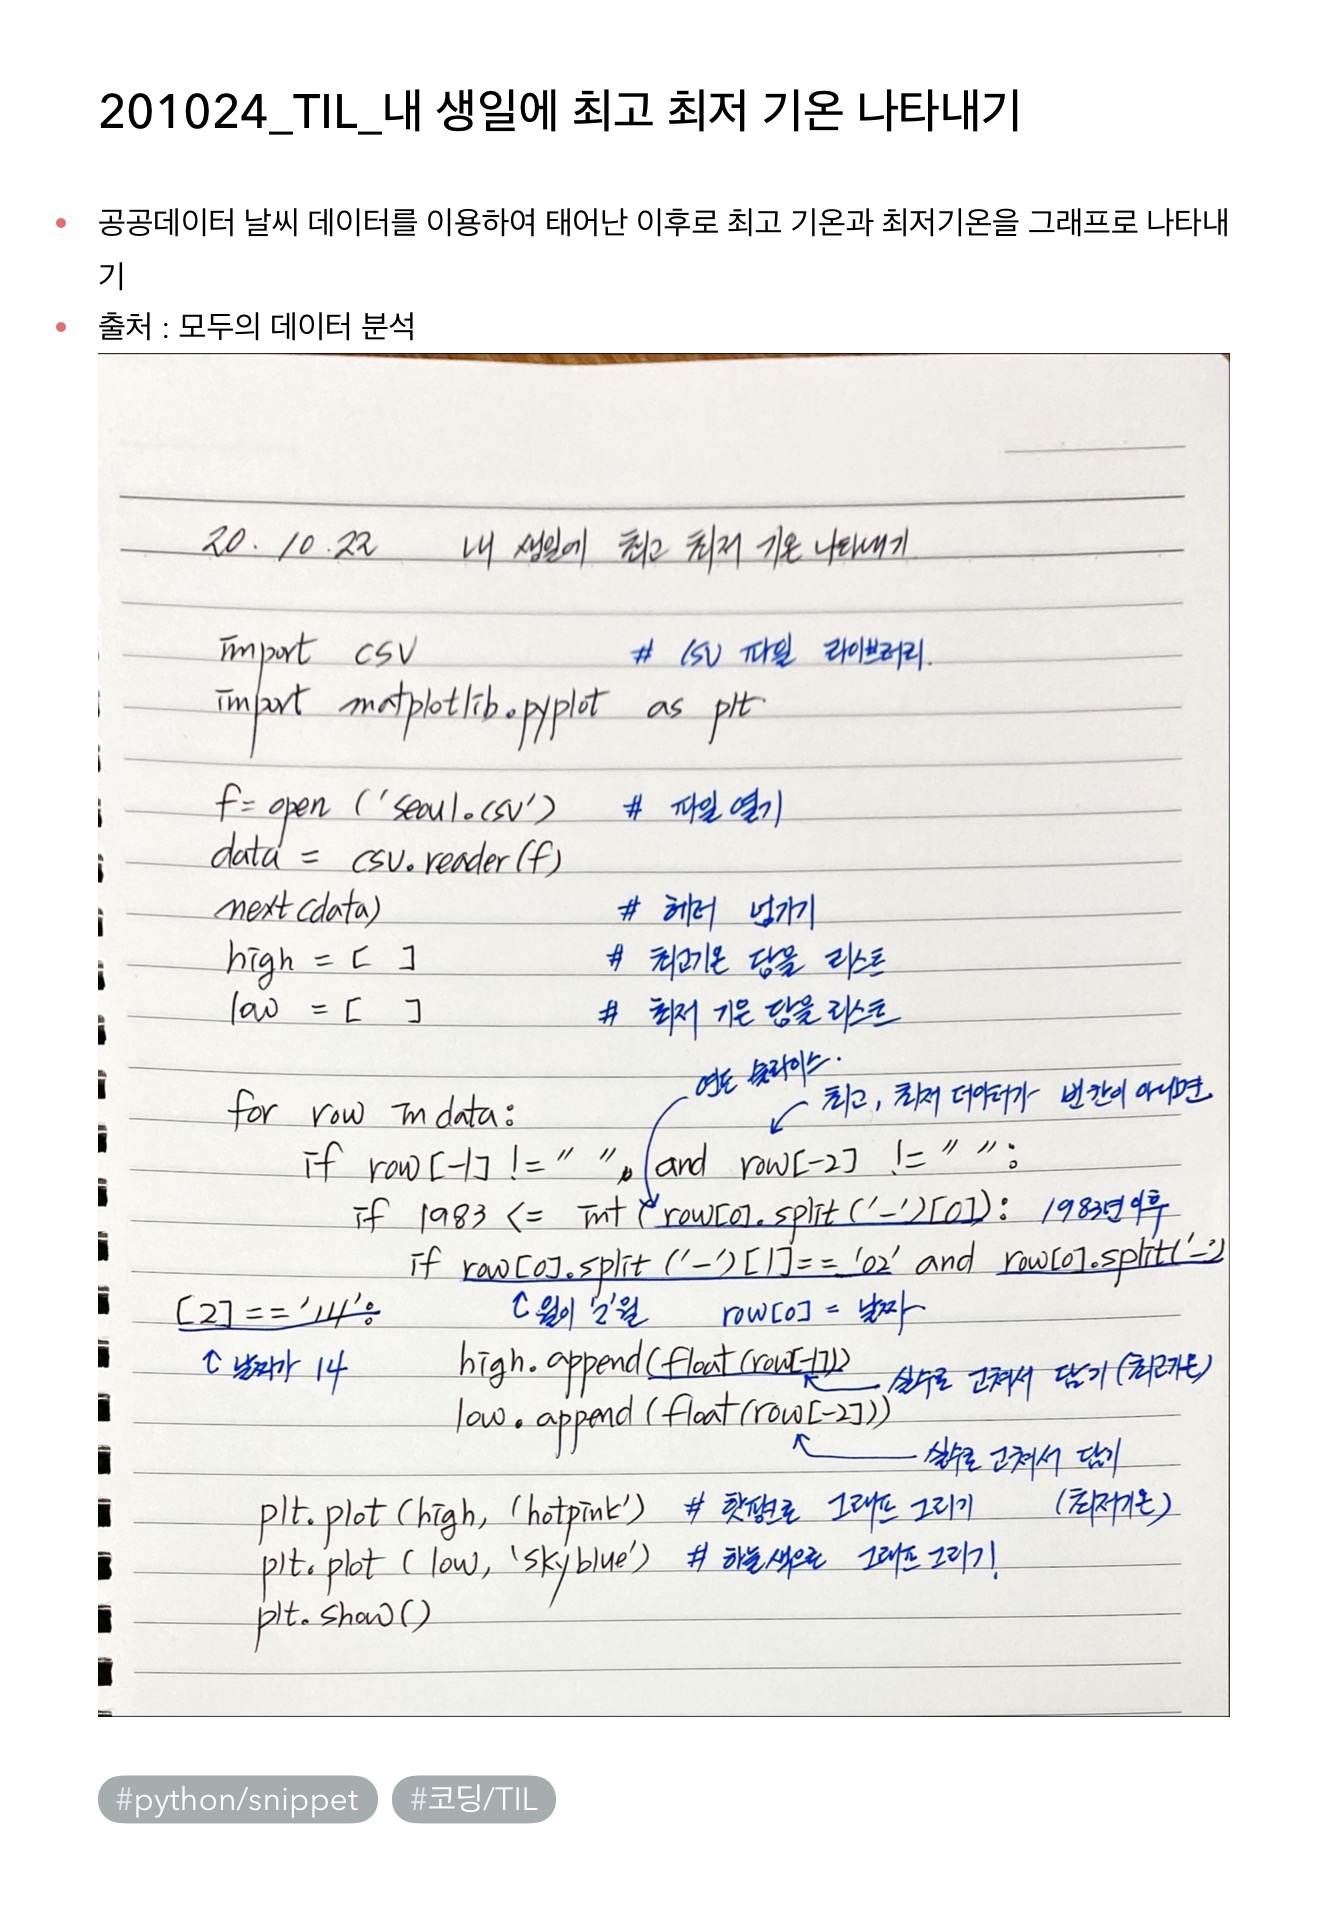 201024_TIL_내 생일에 최고 최저 기온 나타내기
공공데이터 날씨 데이터를 이용하여 태어난 이후로 최고 기온과 최저기온을 그래프로 나타내
기
출처 : 모두의 데이터 분석
20. 10. 22 내 생일에 최고 최저 기온 나타내기
import csv # CSV 파일 라이브러리.
import matplotlib.pyplot as plt
f = open ('seoul.csv') # 파일 열기
data = csv.reader(f)
next(data) # 헤더 넘기기
high = [ ] # 최고기온 담을 리스트
low = [ ] # 최저 기온 담을 리스트
연도 슬라이스.
for row in data: 최고, 최저 데이터가 빈칸이 아니면
if row[-1] != " ", and row[-2] != " ":
if 1983 <= int (row[0].split('-')[0]): 1983년 이후
if row[0].split('-')[1]=='02' and row[0].split('-')
[2]=='14': ↑ 월이 '2'월 row[0] = 날짜
↑ 날짜가 14 high.append(float(row[-1])) 실수로 고쳐서 담기 (최고기온)
low.append(float(row[-2]))
실수로 고쳐서 담기
plt.plot (high, 'hotpink') # 핫핑크로 그래프 그리기 (최저기온)
plt.plot ( low, 'skyblue') # 하늘색으로 그래프 그리기!
plt.show()
#python/snippet #코딩/TIL